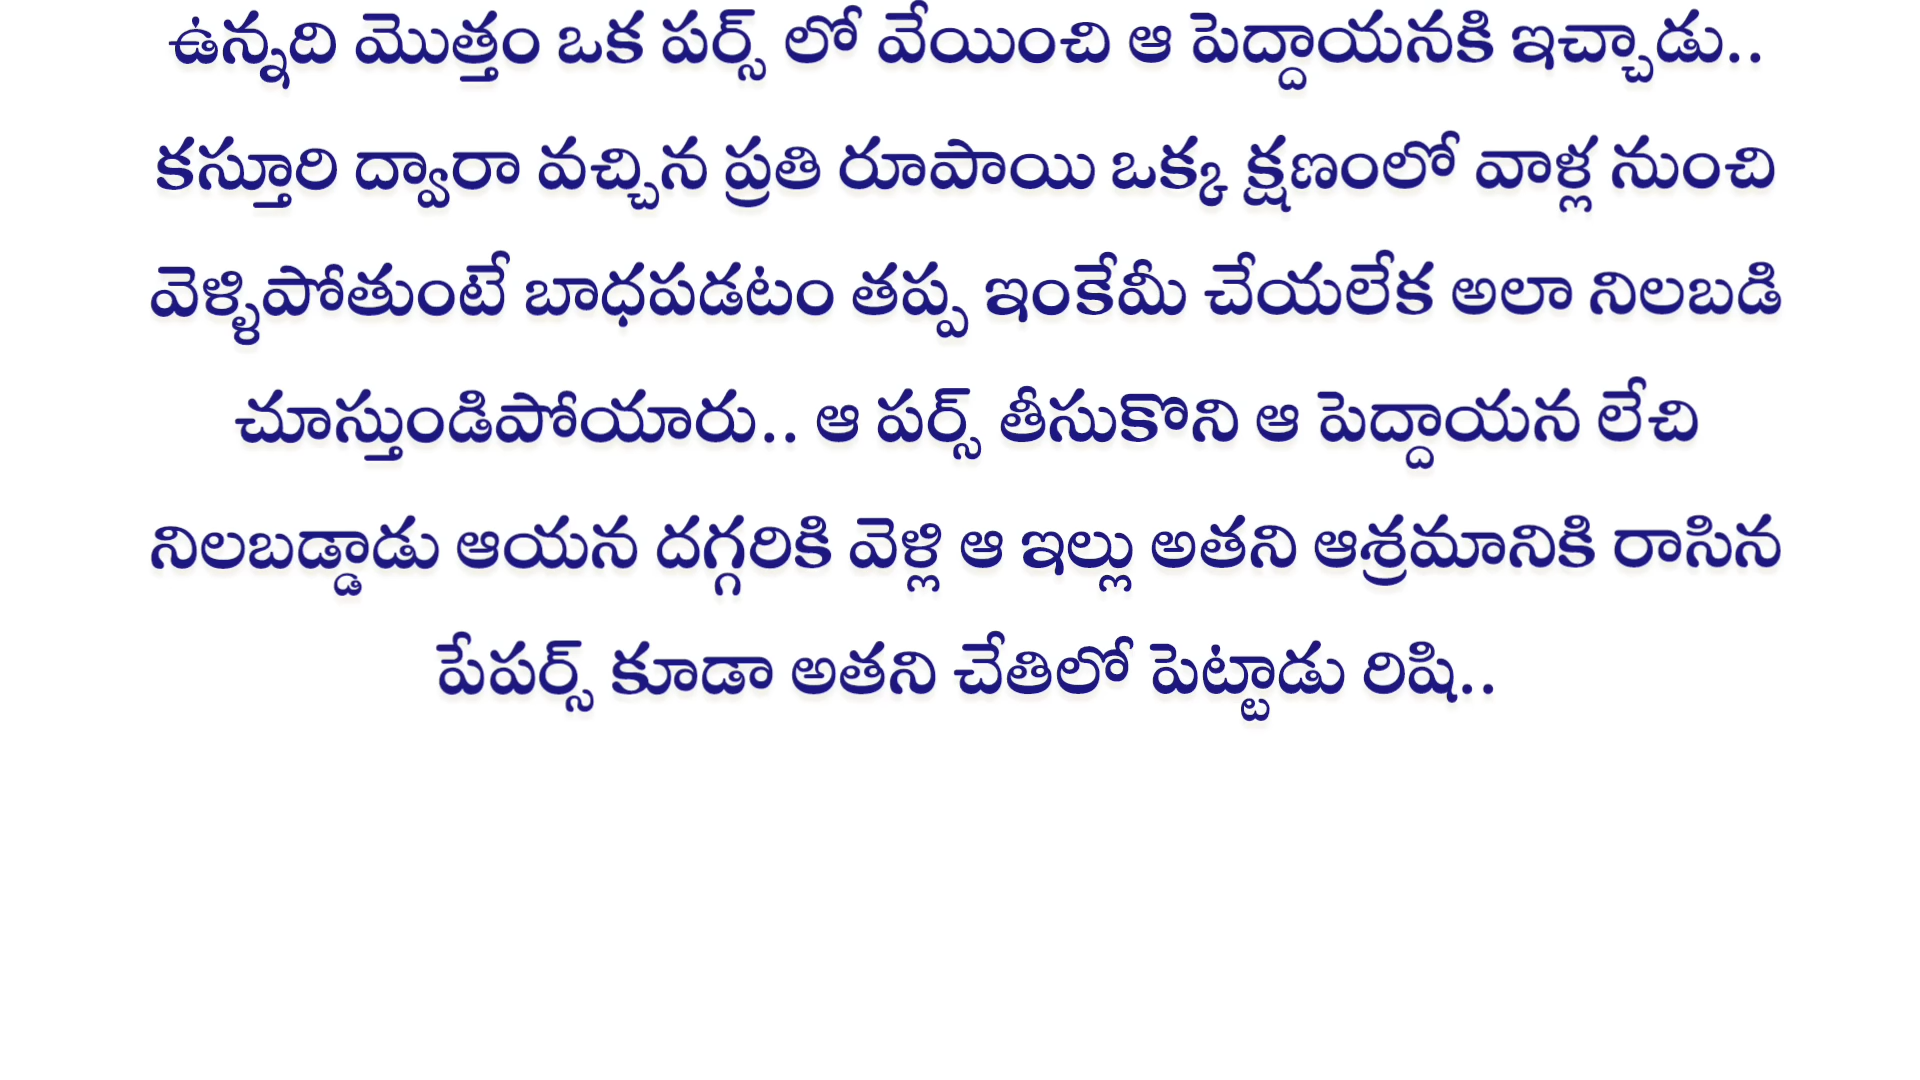 ఉన్నది మొత్తం ఒక పర్స్ లో వేయించి ఆ పెద్దాయనకి ఇచ్చాడు..
కస్తూరి ద్వారా వచ్చిన ప్రతి రూపాయి ఒక్క క్షణంలో వాళ్ల నుంచి
వెళ్ళిపోతుంటే బాధపడటం తప్ప ఇంకేమీ చేయలేక అలా నిలబడి
చూస్తుండిపోయారు.. ఆ పర్స్ తీసుకొని ఆ పెద్దాయన లేచి
నిలబడ్డాడు ఆయన దగ్గరికి వెళ్లి ఆ ఇల్లు అతని ఆశ్రమానికి రాసిన
పేపర్స్ కూడా అతని చేతిలో పెట్టాడు రిషి..